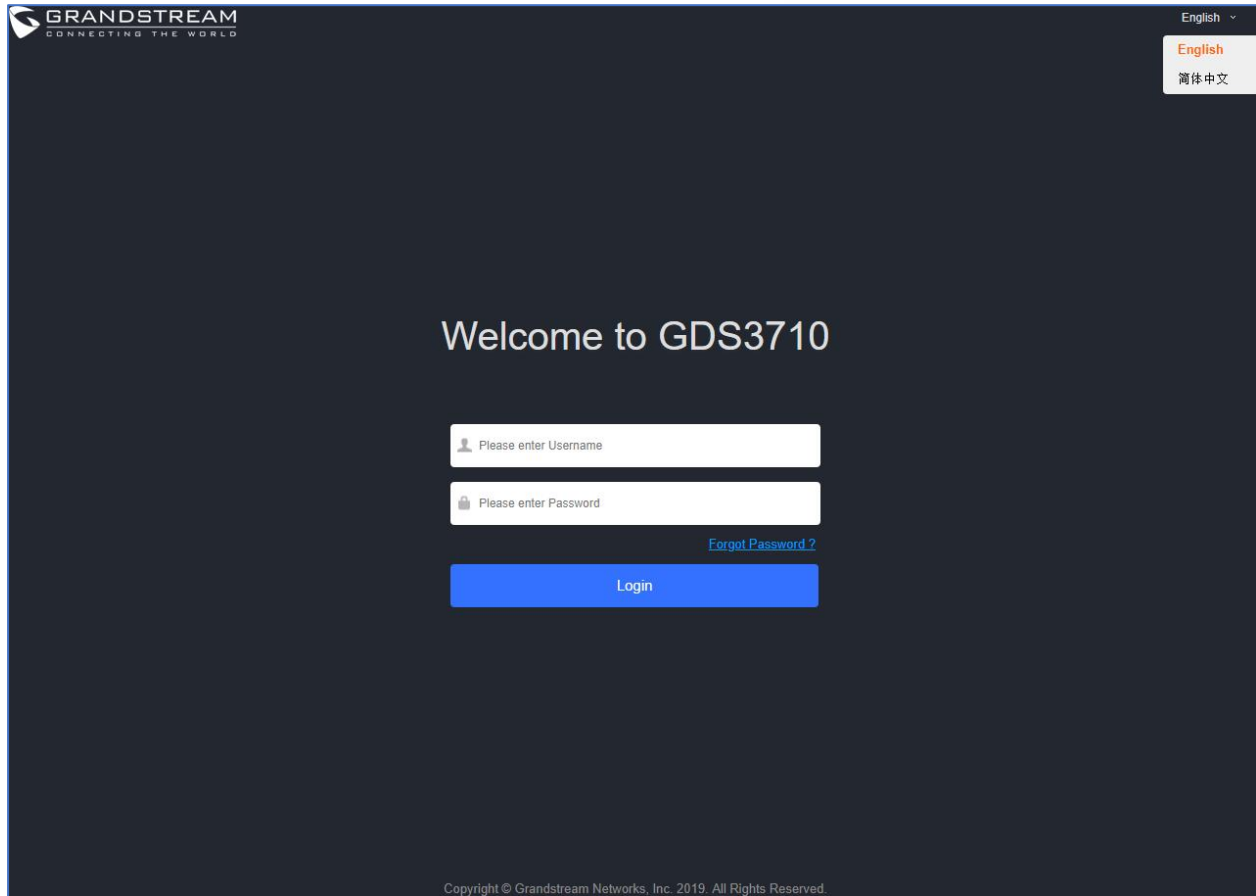 GRANDSTREAM
CONNECTING THE WORLD
English
English
简体中文
Welcome to GDS3710
Please enter Username
Please enter Password
Forgot Password ?
Login
Copyright © Grandstream Networks, Inc. 2019. All Rights Reserved.